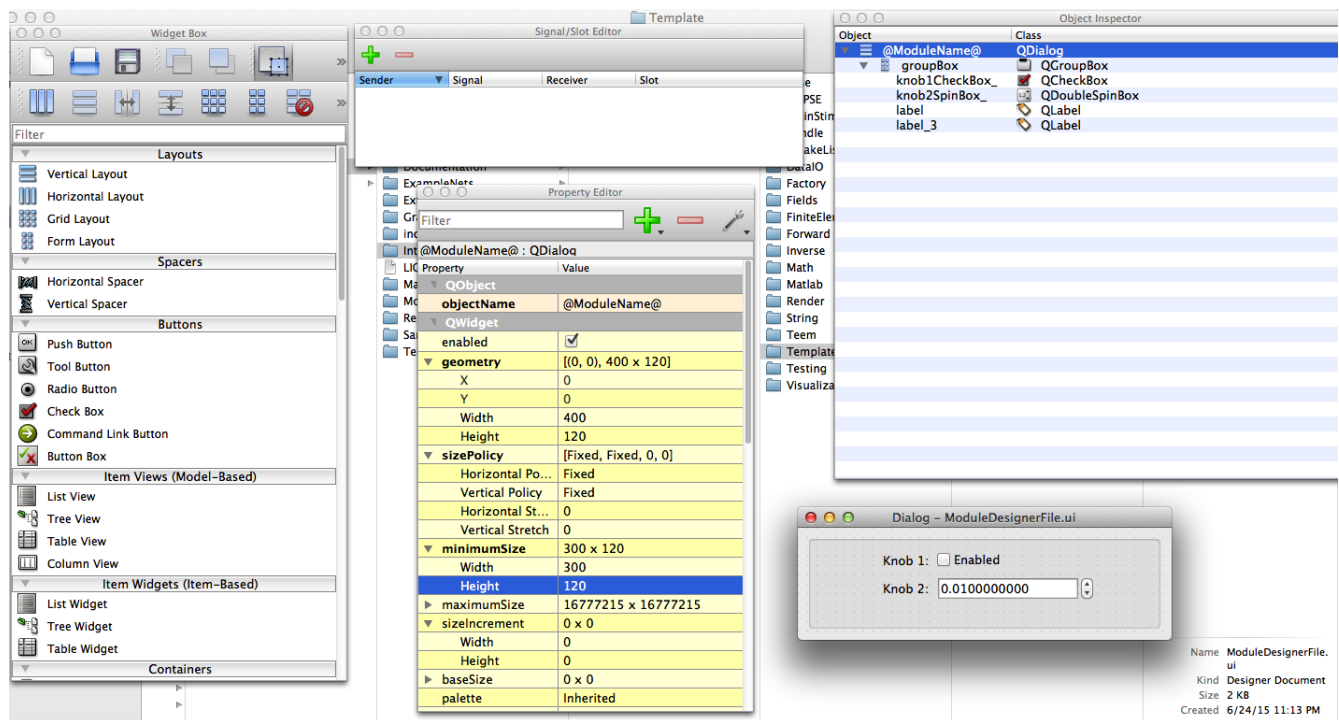 Template
Widget Box
Filter
Layouts
Vertical Layout
Horizontal Layout
Grid Layout
Form Layout
Spacers
Horizontal Spacer
Vertical Spacer
Buttons
Push Button
Tool Button
Radio Button
Check Box
Command Link Button
Button Box
Item Views (Model-Based)
List View
Tree View
Table View
Column View
Item Widgets (Item-Based)
List Widget
Tree Widget
Table Widget
Containers
Signal/Slot Editor
Sender Signal Receiver Slot
Documentation
ExampleNets
Property Editor
Filter
@ModuleName@ : QDialog
Property Value
QObject
objectName @ModuleName@
QWidget
enabled
geometry [(0, 0), 400 x 120]
X 0
Y 0
Width 400
Height 120
sizePolicy [Fixed, Fixed, 0, 0]
Horizontal Po... Fixed
Vertical Policy Fixed
Horizontal St... 0
Vertical Stretch 0
minimumSize 300 x 120
Width 300
Height 120
maximumSize 16777215 x 16777215
sizeIncrement 0 x 0
Width 0
Height 0
baseSize 0 x 0
palette Inherited
DataIO
Factory
Fields
FiniteEle
Forward
Inverse
Math
Matlab
Render
String
Teem
Template
Testing
Visualiza
Object Inspector
Object Class
@ModuleName@ QDialog
groupBox QGroupBox
knob1CheckBox_ QCheckBox
knob2SpinBox_ QDoubleSpinBox
label QLabel
label_3 QLabel
Dialog - ModuleDesignerFile.ui
Knob 1: Enabled
Knob 2: 0.0100000000
Name ModuleDesignerFile.
ui
Kind Designer Document
Size 2 KB
Created 6/24/15 11:13 PM